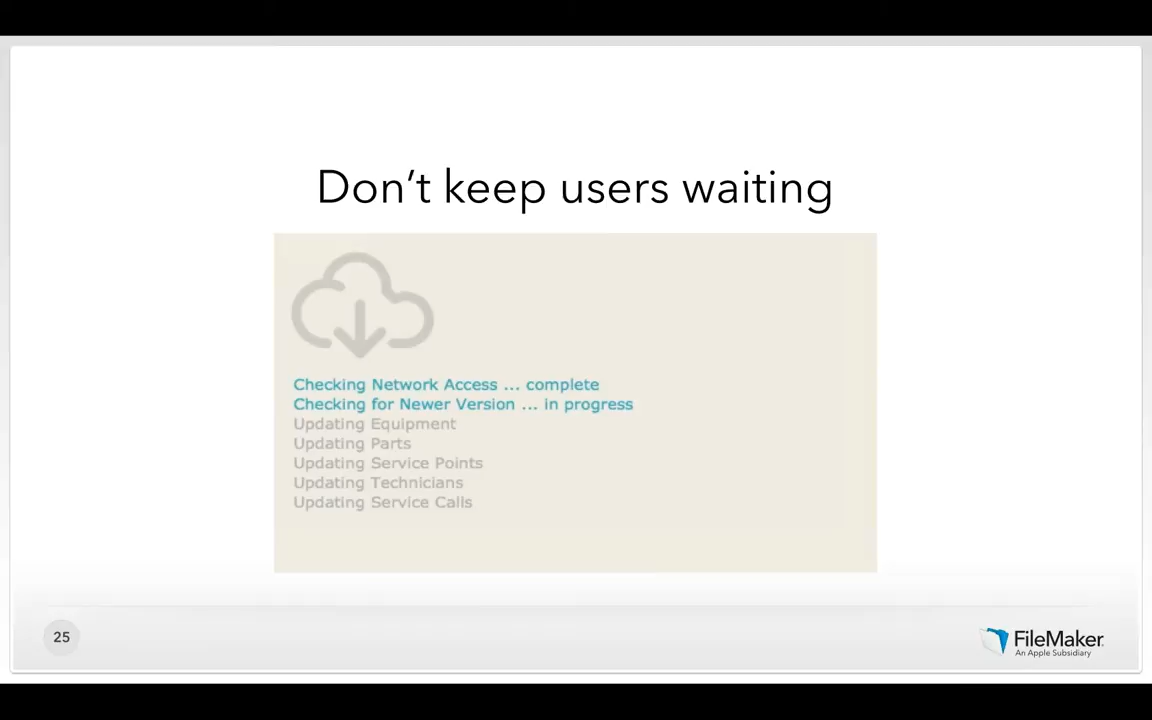 Don’t keep users waiting
Checking Network Access ... complete
Checking for Newer Version ... in progress
Updating Equipment
Updating Parts
Updating Service Points
Updating Technicians
Updating Service Calls
25
FileMaker
An Apple Subsidiary